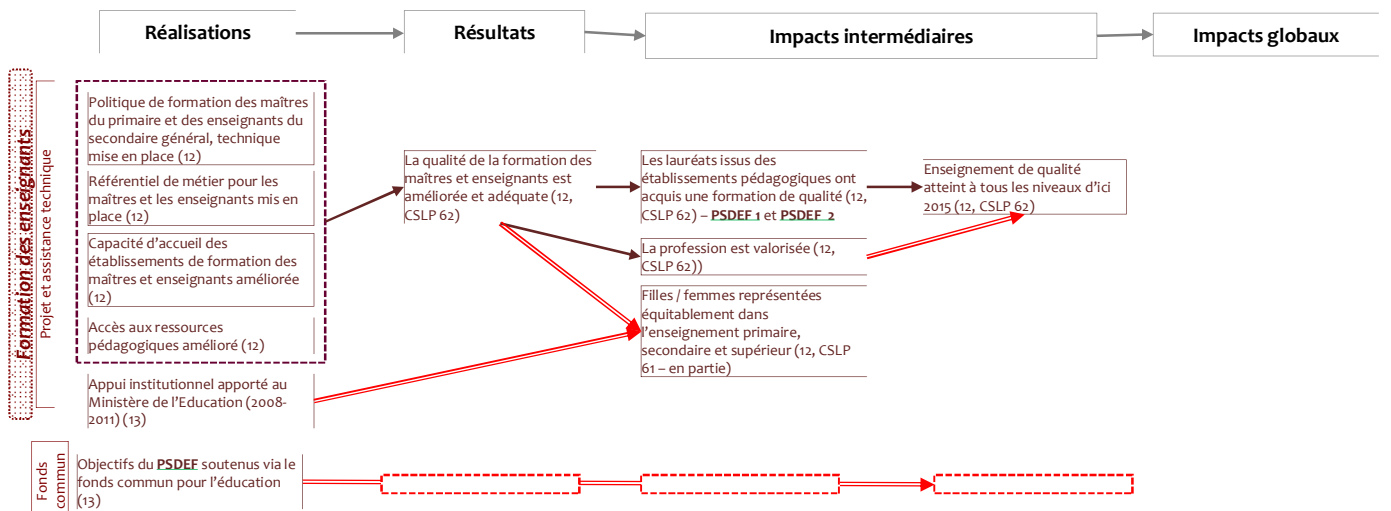 Réalisations
Résultats
Impacts intermédiaires
Impacts globaux
Formation des enseignants
Projet et assistance technique
Politique de formation des maîtres
du primaire et des enseignants du
secondaire général, technique
mise en place (12)
Référentiel de métier pour les
maîtres et les enseignants mis en
place (12)
Capacité d'accueil des
établissements de formation des
maîtres et enseignants améliorée
(12)
Accès aux ressources
pédagogiques amélioré (12)
Appui institutionnel apporté au
Ministère de l'Education (2008-
2011) (13)
La qualité de la formation des
maîtres et enseignants est
améliorée et adéquate (12,
CSLP 62)
Les lauréats issus des
établissements pédagogiques ont
acquis une formation de qualité (12,
CSLP 62) – PSDEF 1 et PSDEF 2
La profession est valorisée (12,
CSLP 62))
Filles / femmes représentées
équitablement dans
l'enseignement primaire,
secondaire et supérieur (12, CSLP
61 – en partie)
Enseignement de qualité
atteint à tous les niveaux d'ici
2015 (12, CSLP 62)
Fonds
commun
Objectifs du PSDEF soutenus via le
fonds commun pour l'éducation
(13)